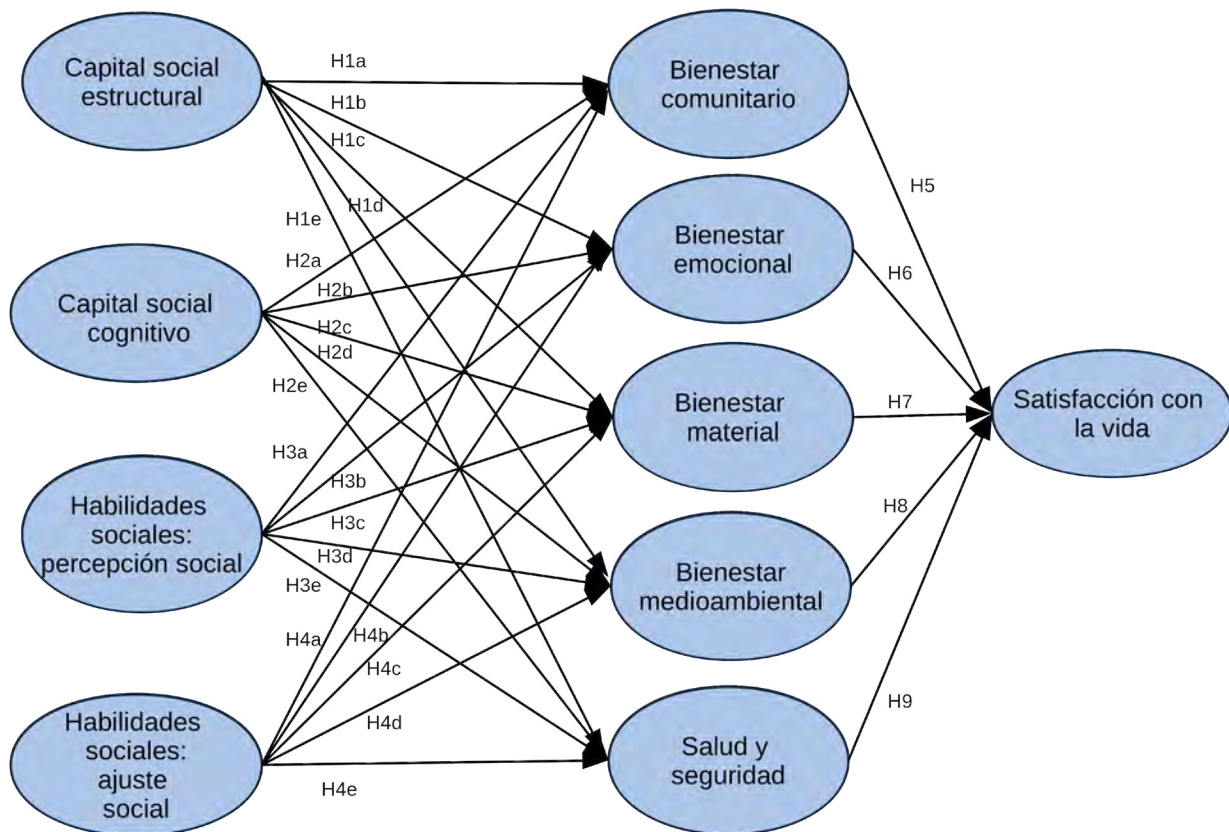 Capital social
estructural
Capital social
cognitivo
Habilidades
sociales:
percepción social
Habilidades
sociales:
ajuste
social
H1a
H1b
H1c
H1d
H1e
H2a
H2b
H2c
H2d
H2e
H3a
H3b
H3c
H3d
H3e
H4a
H4b
H4c
H4d
H4e
Bienestar
comunitario
Bienestar
emocional
Bienestar
material
Bienestar
medioambiental
Salud y
seguridad
H5
H6
H7
H8
H9
Satisfacción con
la vida